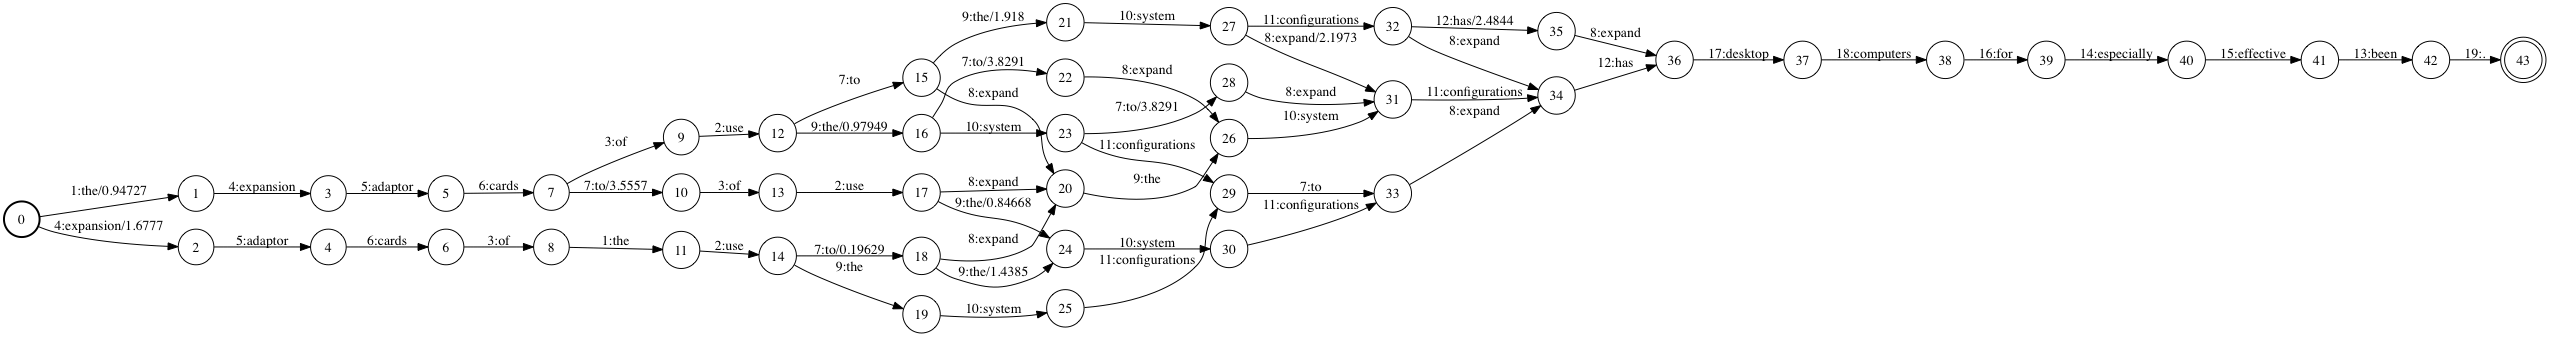 0
1:the/0.94727
4:expansion/1.6777
1
4:expansion
2
5:adaptor
3
5:adaptor
4
6:cards
5
6:cards
6
3:of
7
3:of
7:to/3.5557
8
1:the
9
2:use
10
3:of
11
2:use
12
7:to
9:the/0.97949
13
2:use
14
7:to/0.19629
9:the
15
9:the/1.918
8:expand
16
7:to/3.8291
10:system
17
8:expand
9:the/0.84668
18
8:expand
9:the/1.4385
19
10:system
20
9:the
21
10:system
22
8:expand
23
7:to/3.8291
11:configurations
24
10:system
25
11:configurations
26
10:system
27
11:configurations
8:expand/2.1973
28
8:expand
29
7:to
30
11:configurations
31
11:configurations
32
12:has/2.4844
8:expand
33
8:expand
34
12:has
35
8:expand
36
17:desktop
37
18:computers
38
16:for
39
14:especially
40
15:effective
41
13:been
42
19:.
43